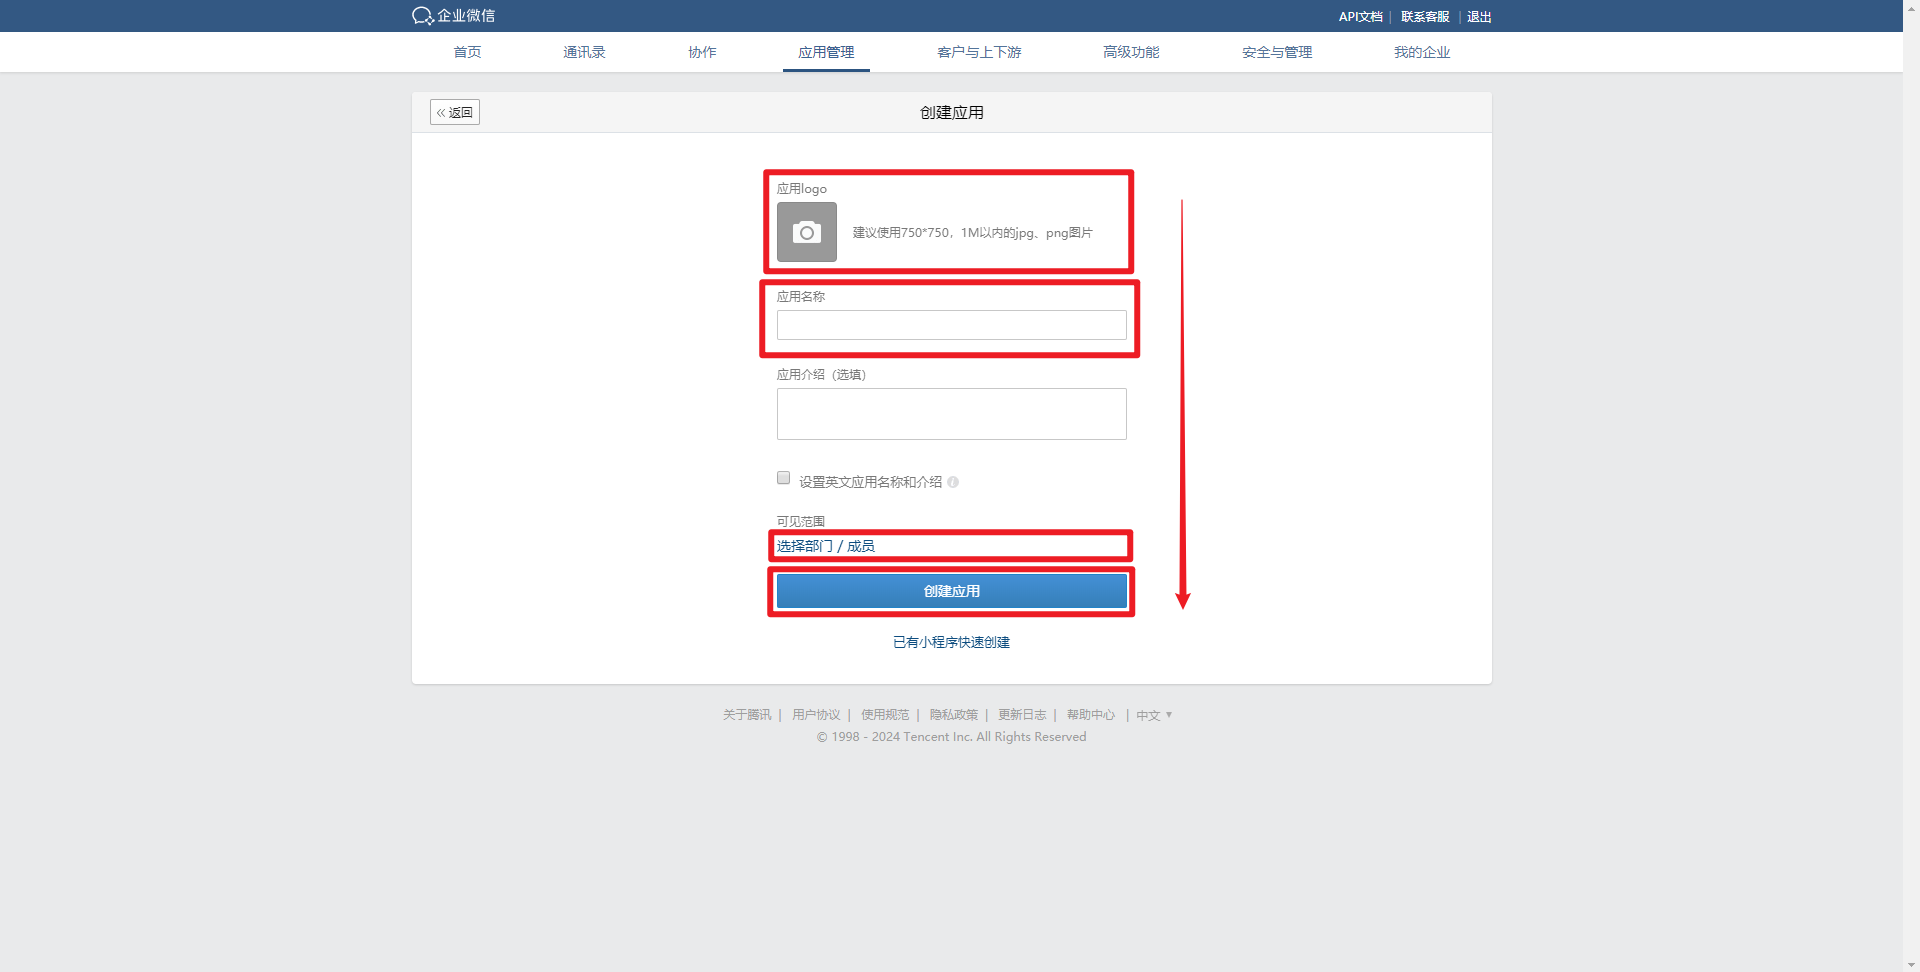 企业微信
API文档 | 联系客服 | 退出
首页 通讯录 协作 应用管理 客户与上下游 高级功能 安全与管理 我的企业
« 返回
创建应用
应用logo
建议使用750*750，1M以内的jpg、png图片
应用名称
应用介绍（选填）
设置英文应用名称和介绍
可见范围
选择部门 / 成员
创建应用
已有小程序快速创建
关于腾讯 | 用户协议 | 使用规范 | 隐私政策 | 更新日志 | 帮助中心 | 中文
© 1998 - 2024 Tencent Inc. All Rights Reserved